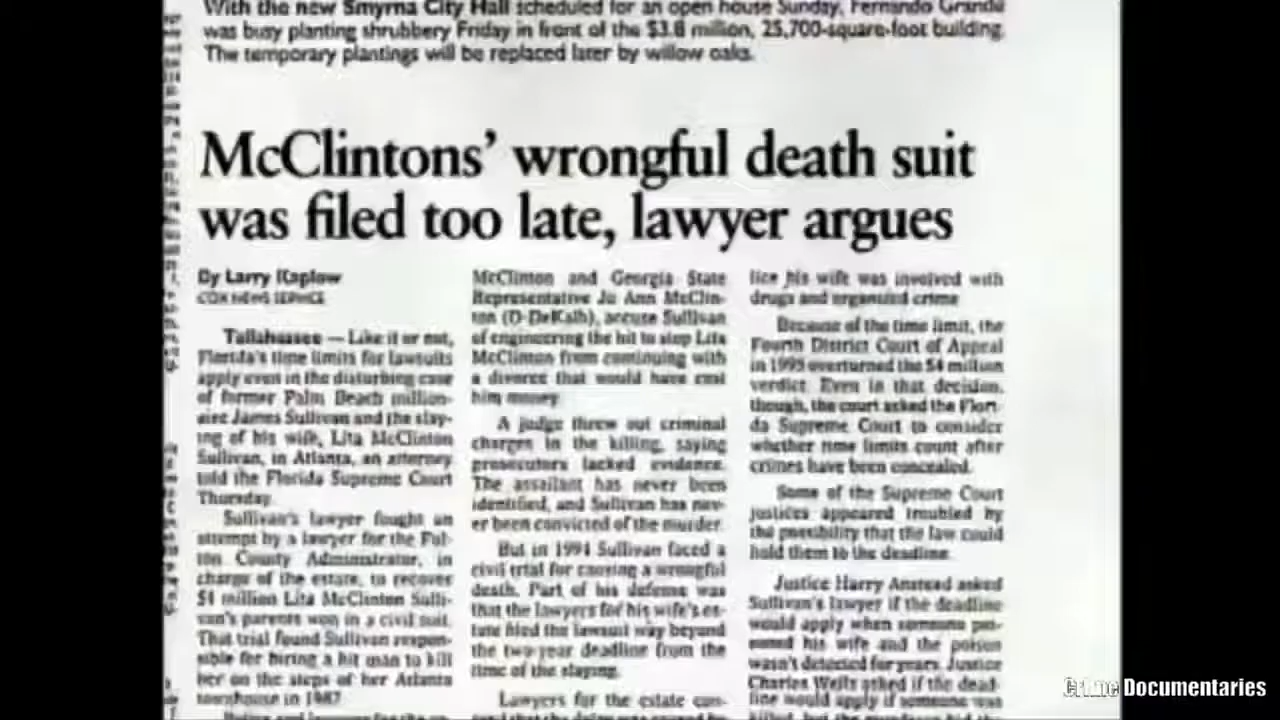 With the new Smyrna City Hall scheduled for an open house Sunday, Fernando Grande
was busy planting shrubbery Friday in front of the $3.8 million, 25,700-square-foot building.
The temporary plantings will be replaced later by willow oaks.
McClintons' wrongful death suit
was filed too late, lawyer argues
By Larry Kaplow
COX NEWS SERVICE
Tallahassee — Like it or not,
Florida's time limits for lawsuits
apply even in the disturbing case
of former Palm Beach million-
aire James Sullivan and the slay-
ing of his wife, Lita McClinton
Sullivan, in Atlanta, an attorney
told the Florida Supreme Court
Thursday.
Sullivan's lawyer fought an
attempt by a lawyer for the Ful-
ton County Administrator, in
charge of the estate, to recover
$4 million Lita McClinton Sulli-
van's parents won in a civil suit.
That trial found Sullivan respon-
sible for hiring a hit man to kill
her on the steps of her Atlanta
townhouse in 1987.
McClinton and Georgia State
Representative Jo Ann McClin-
ton (D-DeKalb), accuse Sullivan
of engineering the hit to stop Lita
McClinton from continuing with
a divorce that would have cost
him money.
A judge threw out criminal
charges in the killing, saying
prosecutors lacked evidence.
The assailant has never been
identified, and Sullivan has nev-
er been convicted of the murder.
But in 1994 Sullivan faced a
civil trial for causing a wrongful
death. Part of his defense was
that the lawyers for his wife's es-
tate filed the lawsuit way beyond
the two-year deadline from the
time of the slaying.
Lawyers for the estate con-
lice his wife was involved with
drugs and organized crime
Because of the time limit, the
Fourth District Court of Appeal
in 1995 overturned the $4 million
verdict. Even in that decision,
though, the court asked the Flori-
da Supreme Court to consider
whether time limits count after
crimes have been concealed.
Some of the Supreme Court
justices appeared troubled by
the possibility that the law could
hold them to the deadline.
Justice Harry Anstead asked
Sullivan's lawyer if the deadline
would apply when someone poi-
soned his wife and the poison
wasn't detected for years. Justice
Charles Wells asked if the dead-
line would apply if someone was
Crime Documentaries